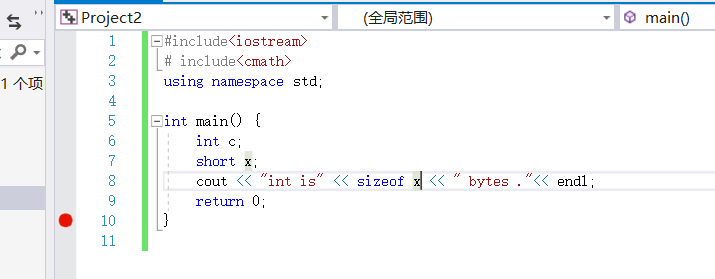 Project2
(全局范围)
main()
1 个项
1 #include<iostream>
2 # include<cmath>
3 using namespace std;
4
5 int main() {
6 int c;
7 short x;
8 cout << "int is" << sizeof x << " bytes ."<< endl;
9 return 0;
10 }
11